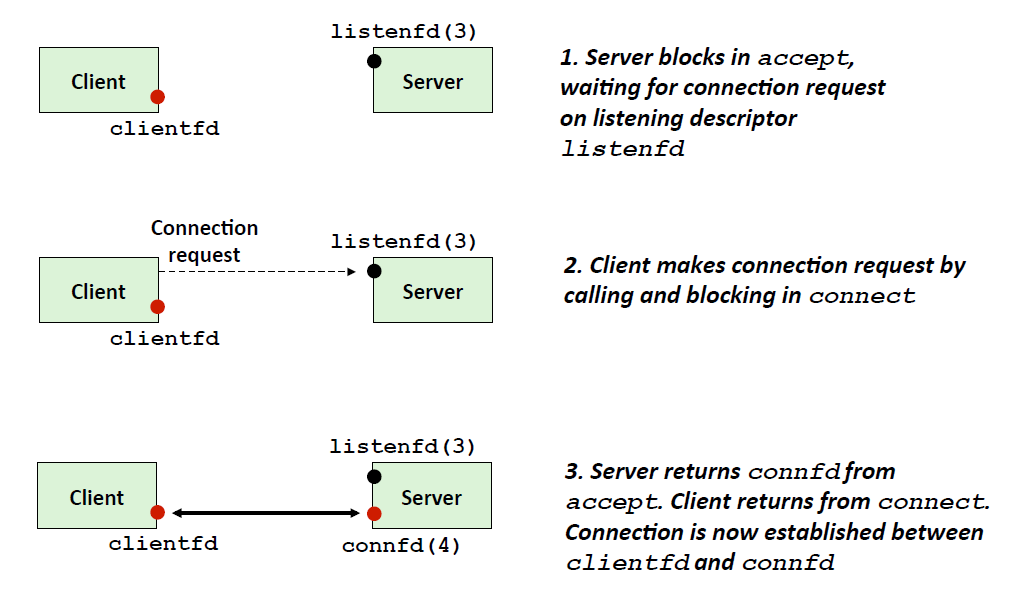 listenfd(3)
Client
Server
clientfd
1. Server blocks in accept,
waiting for connection request
on listening descriptor
listenfd
Connection
request
listenfd(3)
Client
Server
clientfd
2. Client makes connection request by
calling and blocking in connect
listenfd(3)
Client
Server
clientfd
connfd(4)
3. Server returns connfd from
accept. Client returns from connect.
Connection is now established between
clientfd and connfd